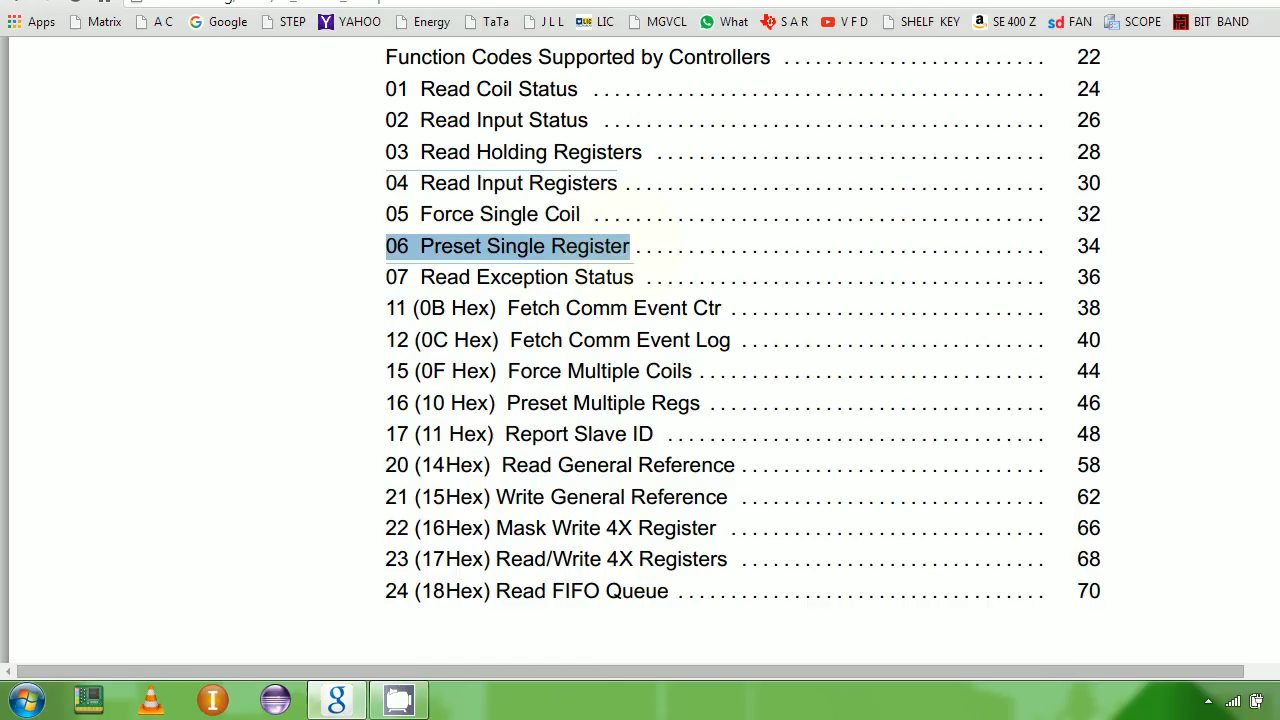 Apps Matrix A C Google STEP YAHOO Energy TaTa J L L LIC MGVCL What S A R V F D SHELF KEY SE 400 Z FAN SCOPE BIT BAND
Function Codes Supported by Controllers . . . . . . . . . . . . . . . . . . . . . . . . . 22
01 Read Coil Status . . . . . . . . . . . . . . . . . . . . . . . . . . . . . . . . . . . . . . . . . . . 24
02 Read Input Status . . . . . . . . . . . . . . . . . . . . . . . . . . . . . . . . . . . . . . . . . . 26
03 Read Holding Registers . . . . . . . . . . . . . . . . . . . . . . . . . . . . . . . . . . . . . 28
04 Read Input Registers . . . . . . . . . . . . . . . . . . . . . . . . . . . . . . . . . . . . . . . . 30
05 Force Single Coil . . . . . . . . . . . . . . . . . . . . . . . . . . . . . . . . . . . . . . . . . . . 32
06 Preset Single Register . . . . . . . . . . . . . . . . . . . . . . . . . . . . . . . . . . . . . . . 34
07 Read Exception Status . . . . . . . . . . . . . . . . . . . . . . . . . . . . . . . . . . . . . . 36
11 (0B Hex) Fetch Comm Event Ctr . . . . . . . . . . . . . . . . . . . . . . . . . . . . . . 38
12 (0C Hex) Fetch Comm Event Log . . . . . . . . . . . . . . . . . . . . . . . . . . . . . 40
15 (0F Hex) Force Multiple Coils . . . . . . . . . . . . . . . . . . . . . . . . . . . . . . . . . 44
16 (10 Hex) Preset Multiple Regs . . . . . . . . . . . . . . . . . . . . . . . . . . . . . . . . 46
17 (11 Hex) Report Slave ID . . . . . . . . . . . . . . . . . . . . . . . . . . . . . . . . . . . . 48
20 (14Hex) Read General Reference . . . . . . . . . . . . . . . . . . . . . . . . . . . . . 58
21 (15Hex) Write General Reference . . . . . . . . . . . . . . . . . . . . . . . . . . . . . 62
22 (16Hex) Mask Write 4X Register . . . . . . . . . . . . . . . . . . . . . . . . . . . . . . 66
23 (17Hex) Read/Write 4X Registers . . . . . . . . . . . . . . . . . . . . . . . . . . . . . 68
24 (18Hex) Read FIFO Queue . . . . . . . . . . . . . . . . . . . . . . . . . . . . . . . . . . . 70